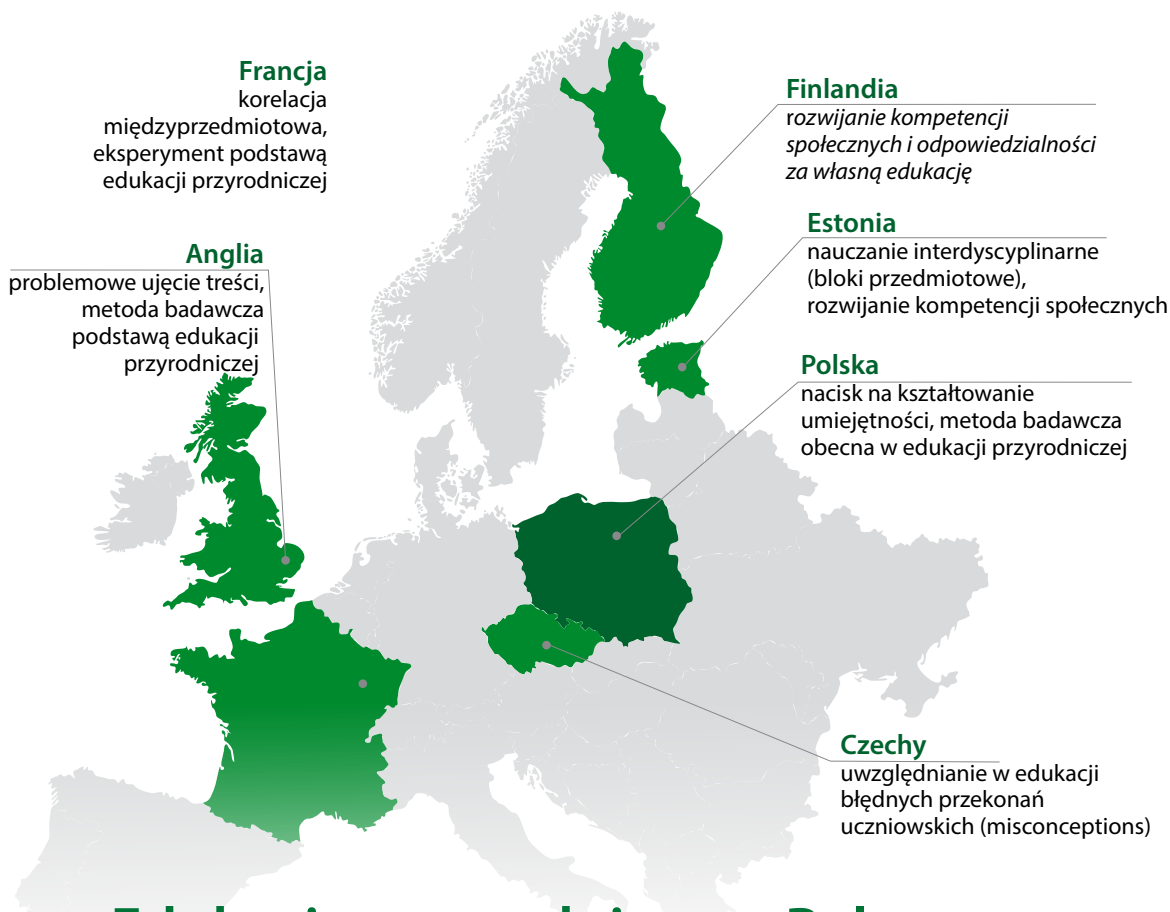 Francja
korelacja
międzyprzedmiotowa,
eksperyment podstawą
edukacji przyrodniczej
Finlandia
rozwijanie kompetencji
społecznych i odpowiedzialności
za własną edukację
Anglia
problemowe ujęcie treści,
metoda badawcza
podstawą edukacji
przyrodniczej
Estonia
nauczanie interdyscyplinarne
(bloki przedmiotowe),
rozwijanie kompetencji społecznych
Polska
nacisk na kształtowanie
umiejętności, metoda badawcza
obecna w edukacji przyrodniczej
Czechy
uwzględnianie w edukacji
błędnych przekonań
uczniowskich (misconceptions)